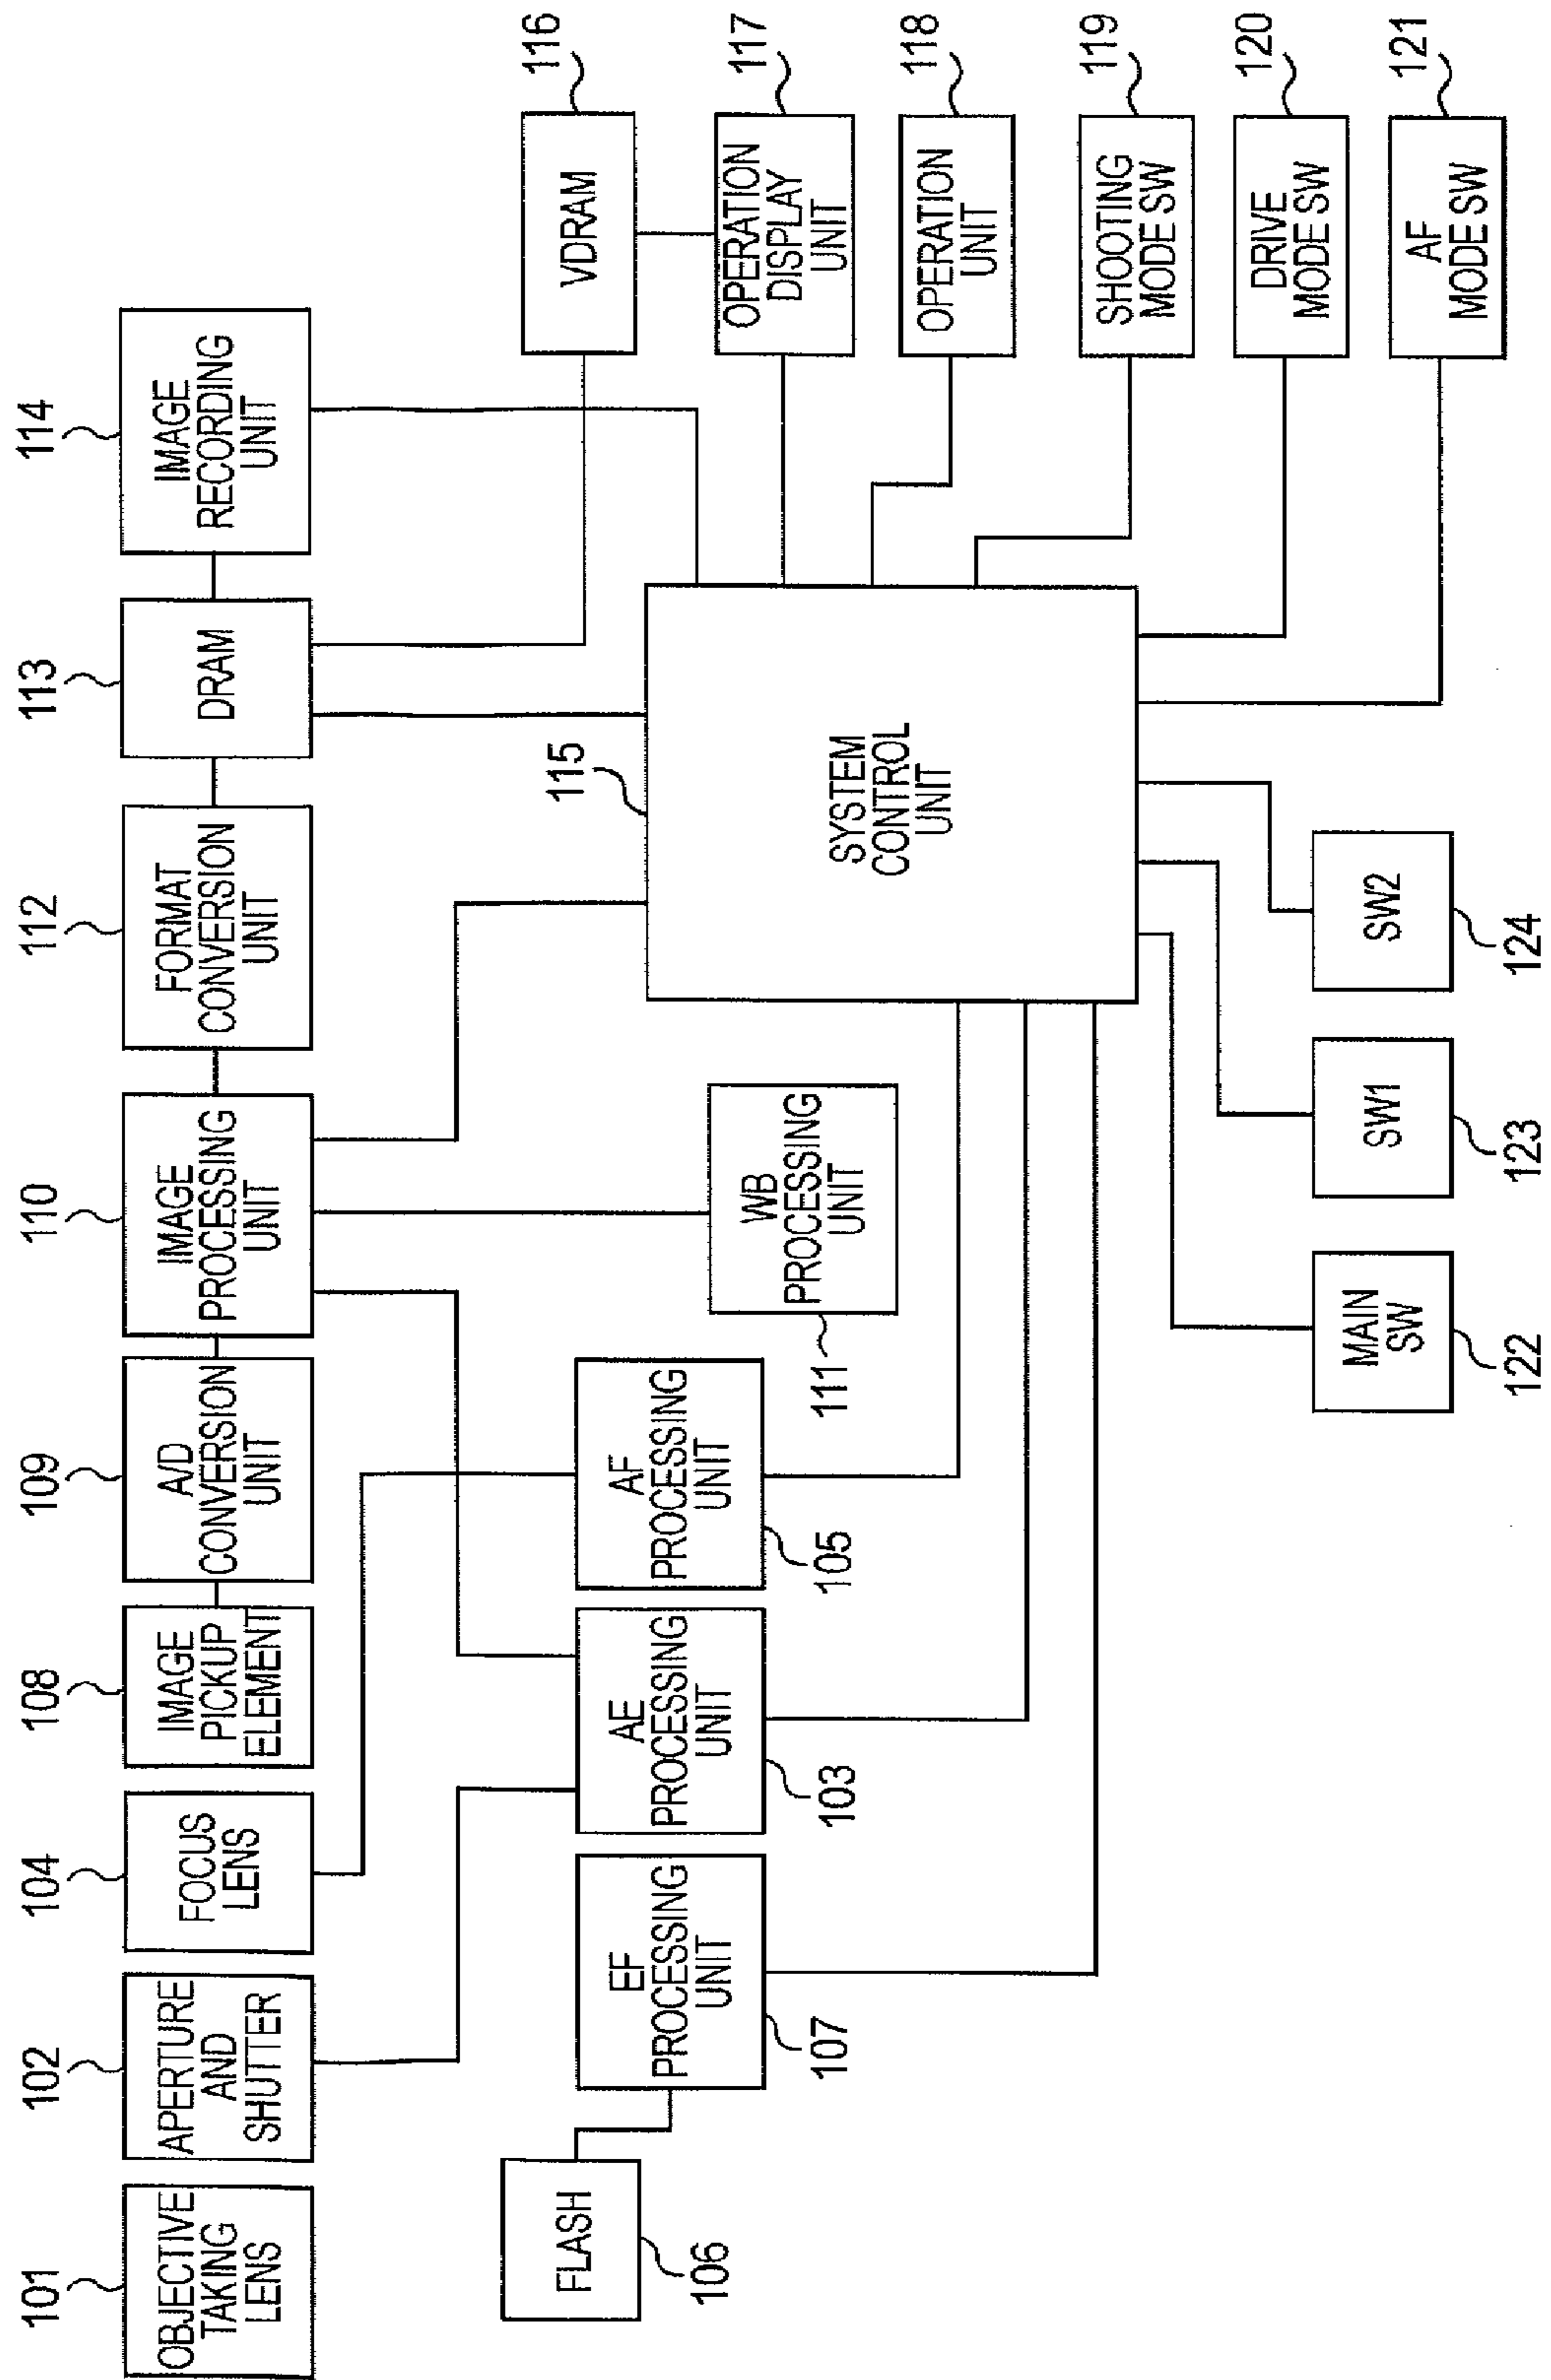 101
OBJECTIVE
TAKING
LENS
102
APERTURE
AND
SHUTTER
104
FOCUS
LENS
108
IMAGE
PICKUP
ELEMENT
109
A/D
CONVERSION
UNIT
110
IMAGE
PROCESSING
UNIT
112
FORMAT
CONVERSION
UNIT
113
DRAM
114
IMAGE
RECORDING
UNIT
FLASH
106
EF
PROCESSING
UNIT
107
AE
PROCESSING
UNIT
103
AF
PROCESSING
UNIT
105
WB
PROCESSING
UNIT
111
115
SYSTEM
CONTROL
UNIT
VDRAM
116
OPERATION
DISPLAY
UNIT
117
OPERATION
UNIT
118
SHOOTING
MODE SW
119
DRIVE
MODE SW
120
AF
MODE SW
121
MAIN
SW
122
SW1
123
SW2
124